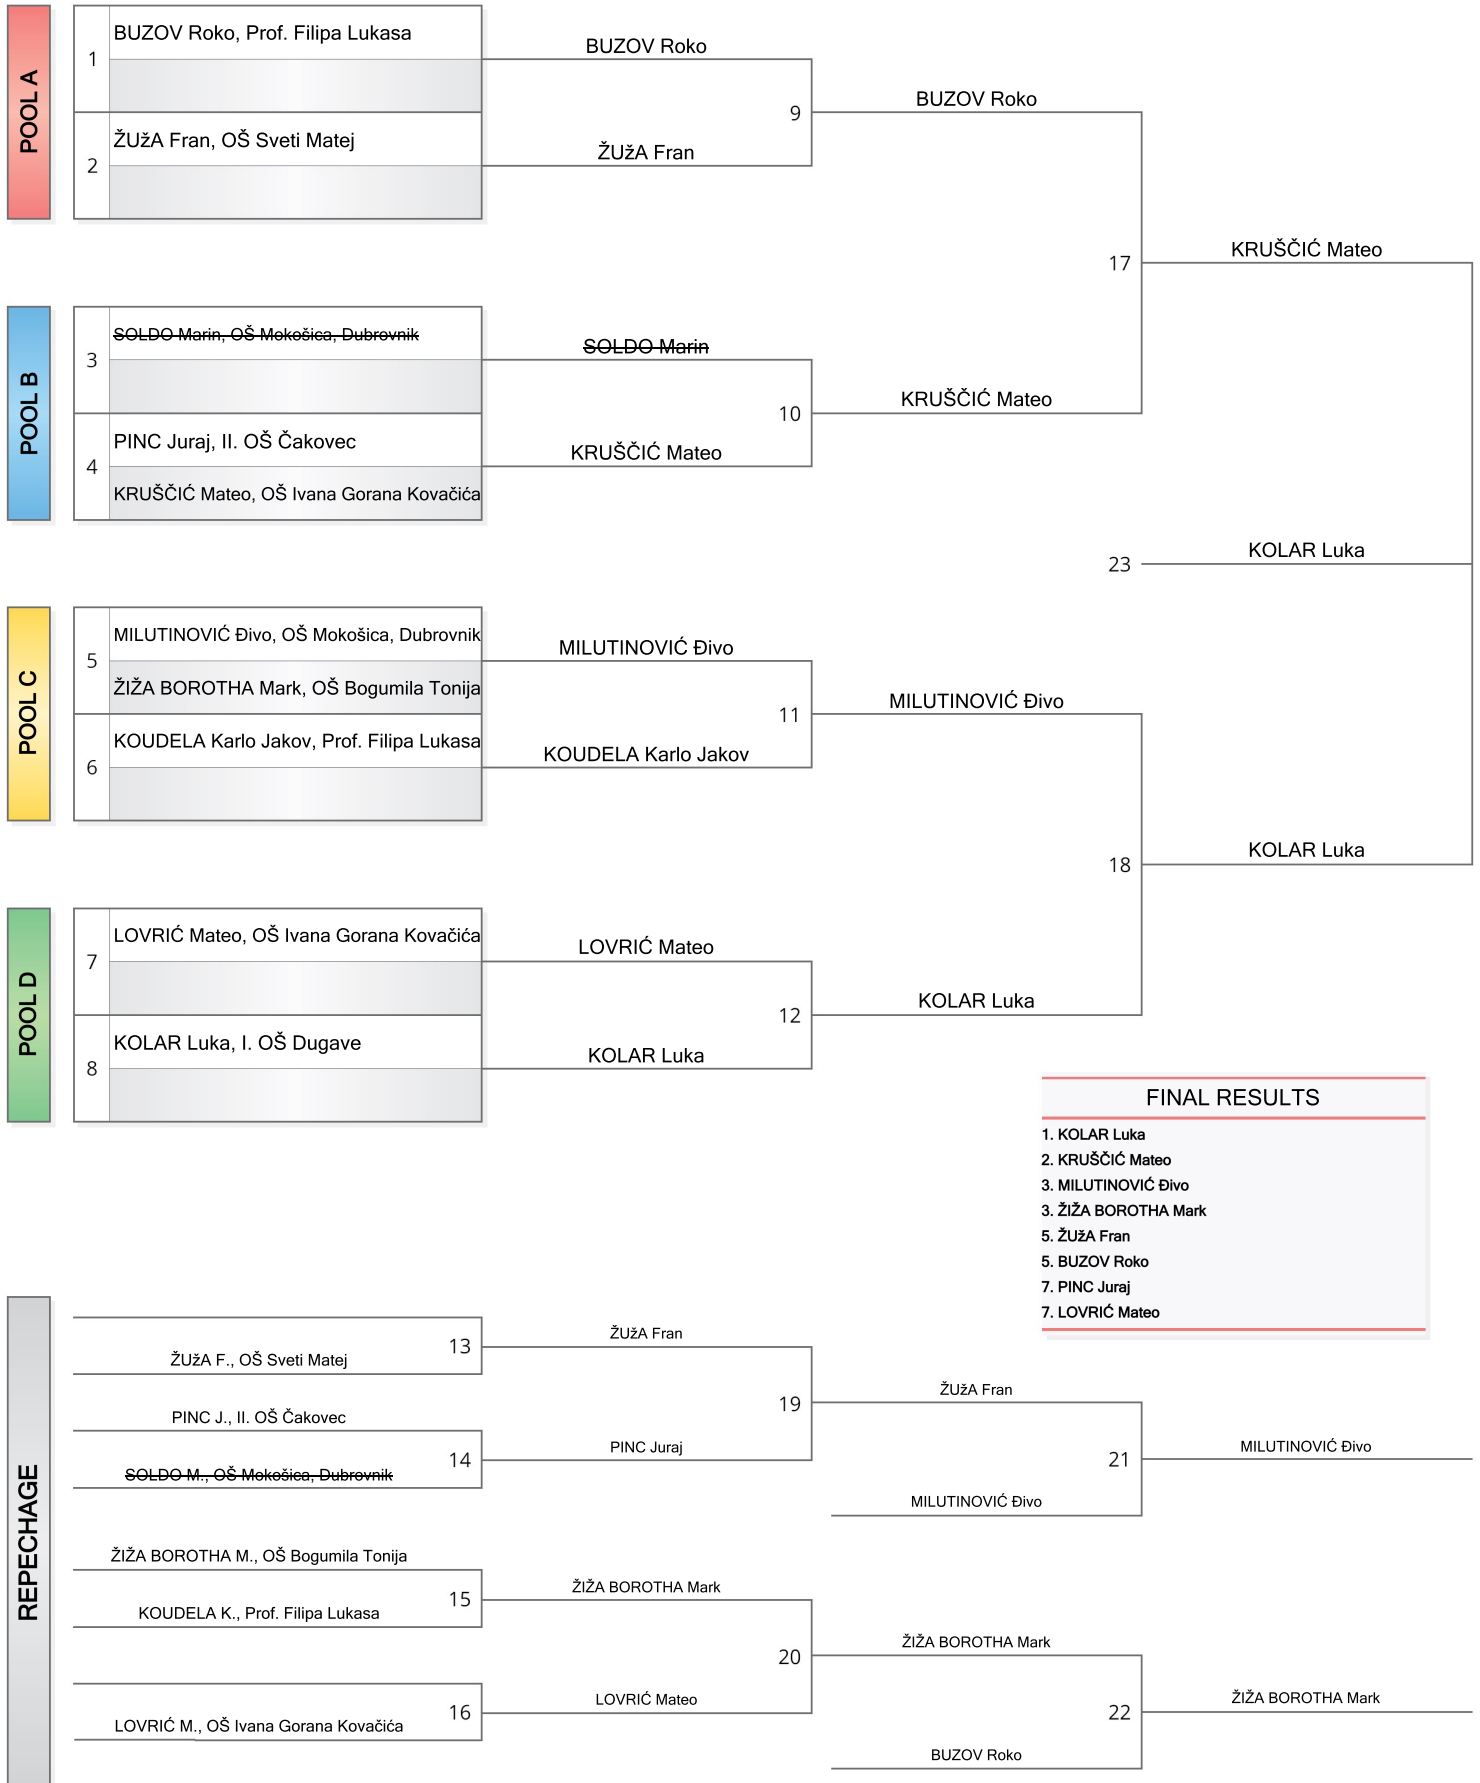 POOL A
1
BUZOV Roko, Prof. Filipa Lukasa
2
ŽUžA Fran, OŠ Sveti Matej
BUZOV Roko
ŽUžA Fran
9
BUZOV Roko
POOL B
3
SOLDO Marin, OŠ Mokošica, Dubrovnik
4
PINC Juraj, II. OŠ Čakovec
KRUŠČIĆ Mateo, OŠ Ivana Gorana Kovačića
SOLDO Marin
KRUŠČIĆ Mateo
10
KRUŠČIĆ Mateo
17
KRUŠČIĆ Mateo
23
KOLAR Luka
POOL C
5
MILUTINOVIĆ Đivo, OŠ Mokošica, Dubrovnik
ŽIŽA BOROTHA Mark, OŠ Bogumila Tonija
6
KOUDELA Karlo Jakov, Prof. Filipa Lukasa
MILUTINOVIĆ Đivo
KOUDELA Karlo Jakov
11
MILUTINOVIĆ Đivo
POOL D
7
LOVRIĆ Mateo, OŠ Ivana Gorana Kovačića
8
KOLAR Luka, I. OŠ Dugave
LOVRIĆ Mateo
KOLAR Luka
12
KOLAR Luka
18
KOLAR Luka
FINAL RESULTS
1. KOLAR Luka
2. KRUŠČIĆ Mateo
3. MILUTINOVIĆ Đivo
3. ŽIŽA BOROTHA Mark
5. ŽUžA Fran
5. BUZOV Roko
7. PINC Juraj
7. LOVRIĆ Mateo
REPECHAGE
13
ŽUžA F., OŠ Sveti Matej
PINC J., II. OŠ Čakovec
14
SOLDO M., OŠ Mokošica, Dubrovnik
ŽUžA Fran
PINC Juraj
19
ŽUžA Fran
MILUTINOVIĆ Đivo
21
MILUTINOVIĆ Đivo
ŽIŽA BOROTHA M., OŠ Bogumila Tonija
15
KOUDELA K., Prof. Filipa Lukasa
16
LOVRIĆ M., OŠ Ivana Gorana Kovačića
ŽIŽA BOROTHA Mark
LOVRIĆ Mateo
20
ŽIŽA BOROTHA Mark
BUZOV Roko
22
ŽIŽA BOROTHA Mark